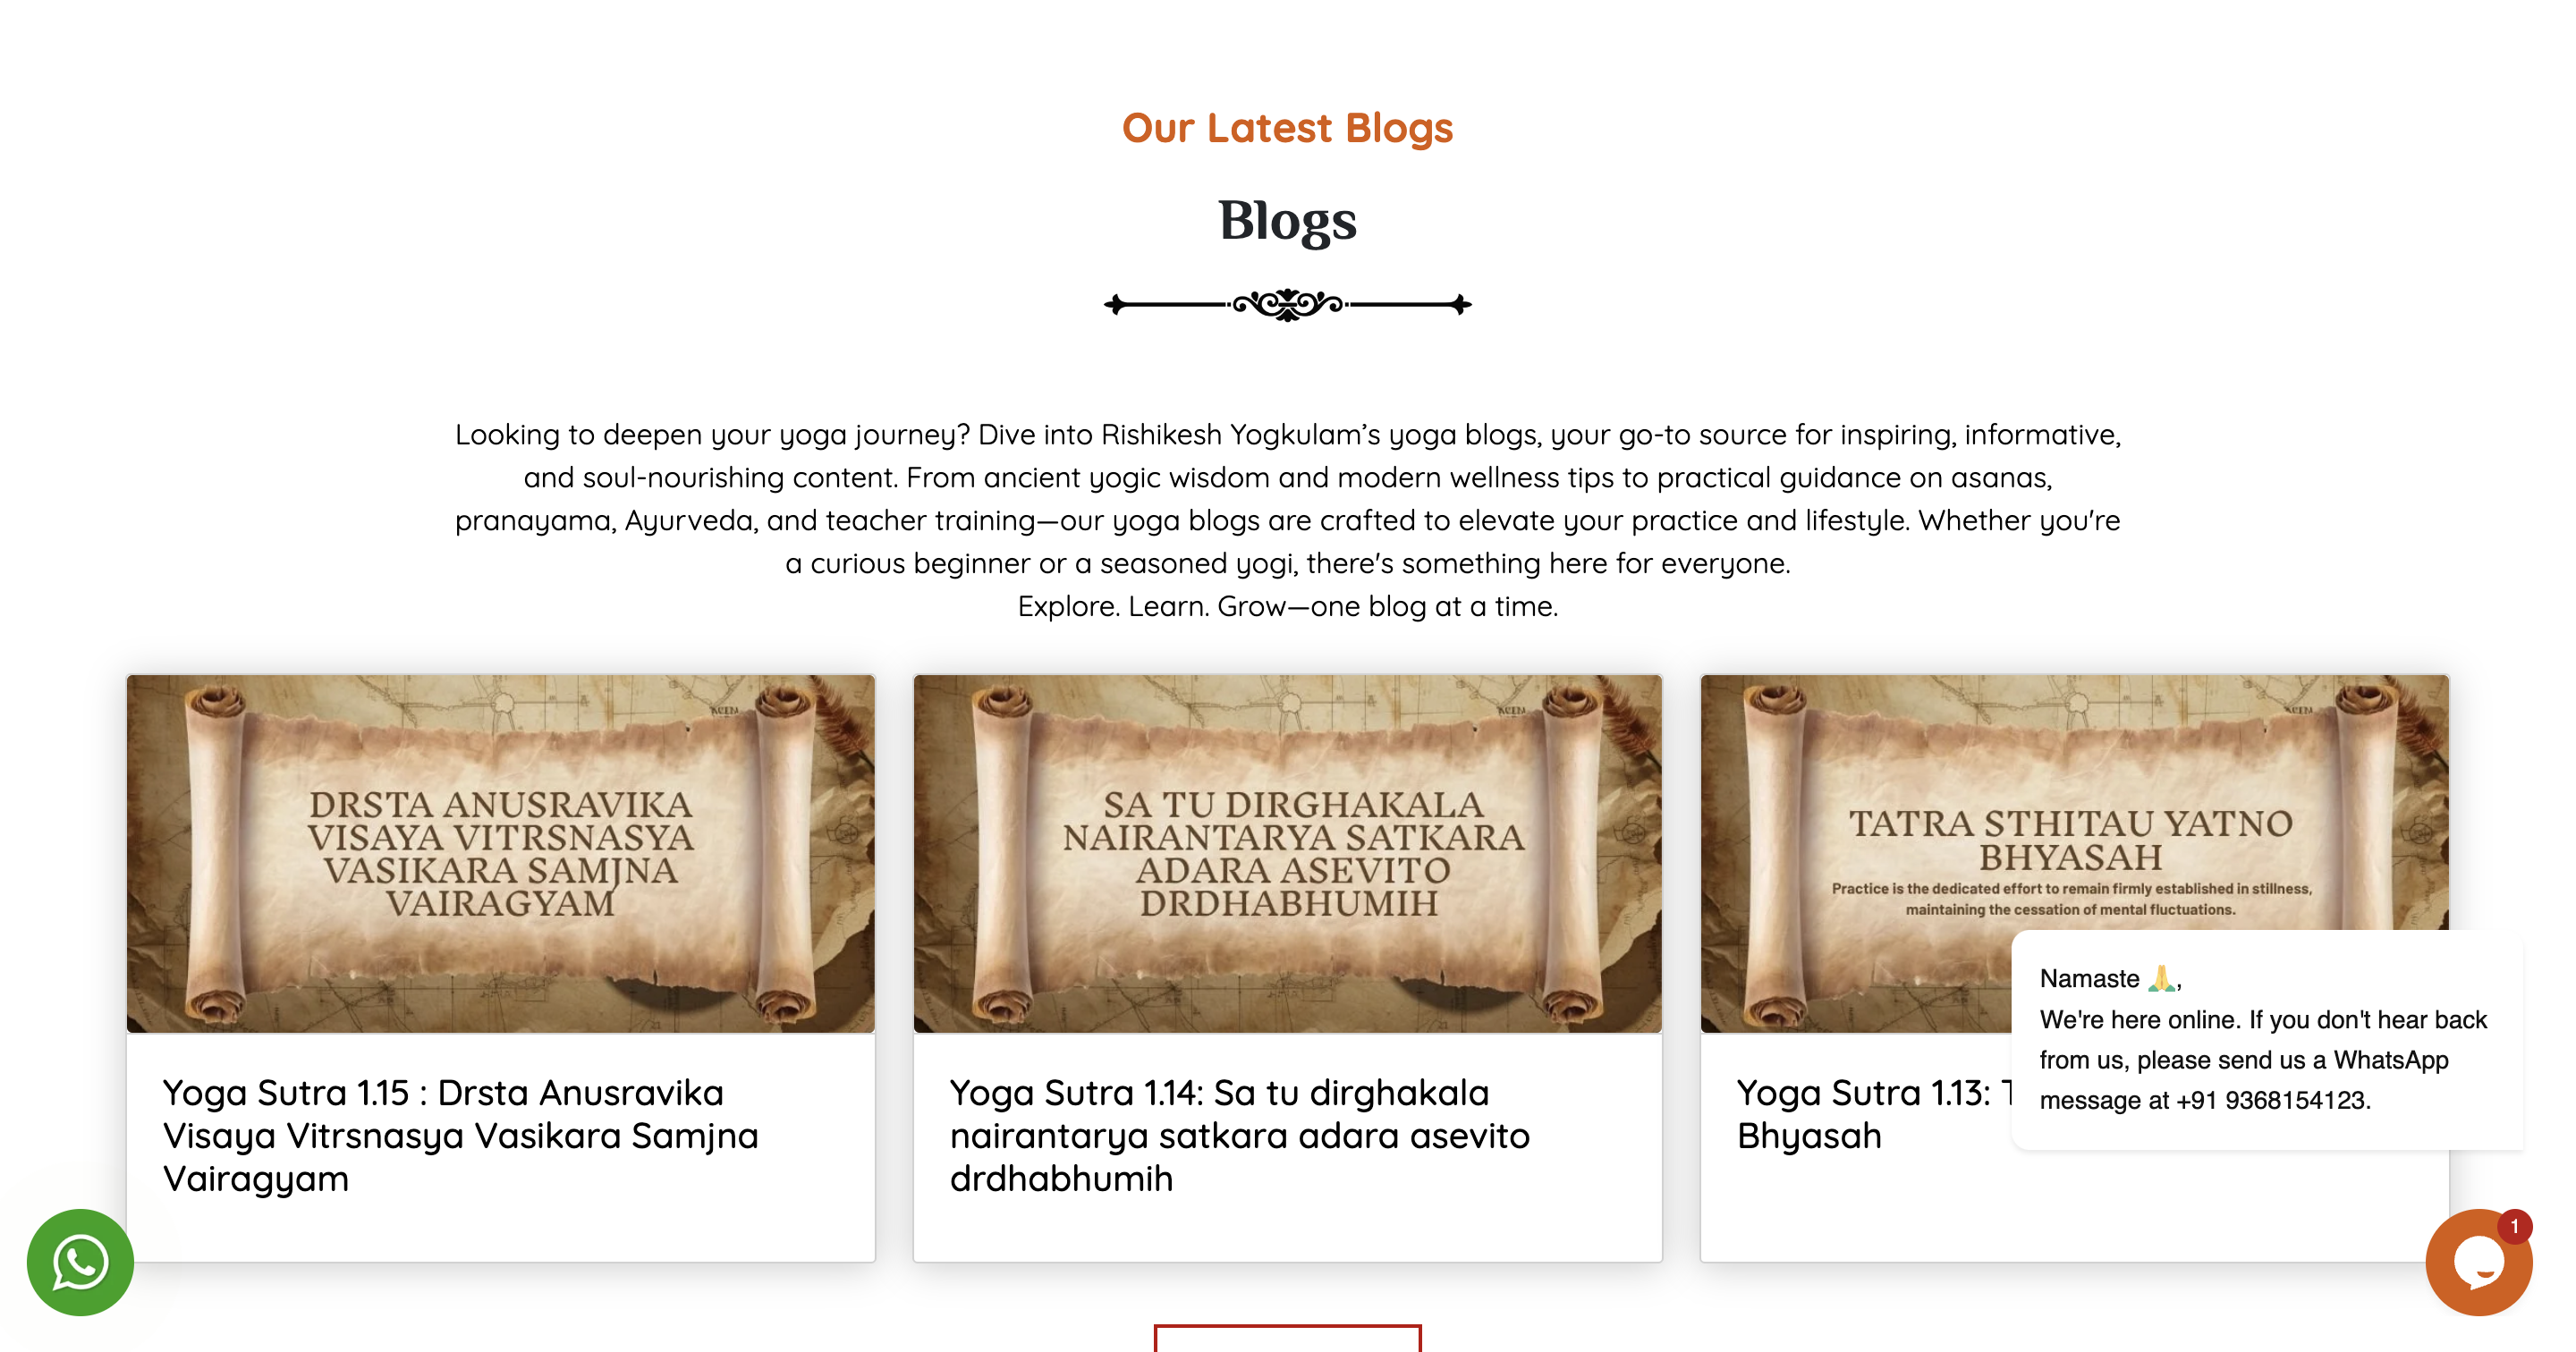 Our Latest Blogs
Blogs
Looking to deepen your yoga journey? Dive into Rishikesh Yogkulam’s yoga blogs, your go-to source for inspiring, informative,
and soul-nourishing content. From ancient yogic wisdom and modern wellness tips to practical guidance on asanas,
pranayama, Ayurveda, and teacher training—our yoga blogs are crafted to elevate your practice and lifestyle. Whether you're
a curious beginner or a seasoned yogi, there's something here for everyone.
Explore. Learn. Grow—one blog at a time.
DRSTA ANUSRAVIKA
VISAYA VITRSNASYA
VASIKARA SAMJNA
VAIRAGYAM
Yoga Sutra 1.15 : Drsta Anusravika
Visaya Vitrsnasya Vasikara Samjna
Vairagyam
SA TU DIRGHAKALA
NAIRANTARYA SATKARA
ADARA ASEVITO
DRDHABHUMIH
Yoga Sutra 1.14: Sa tu dirghakala
nairantarya satkara adara asevito
drdhabhumih
TATRA STHITAU YATNO
BHYASAH
Practice is the dedicated effort to remain firmly established in stillness,
maintaining the cessation of mental fluctuations.
Yoga Sutra 1.13:
Bhyasah
Namaste 🙏,
We're here online. If you don't hear back
from us, please send us a WhatsApp
message at +91 9368154123.
1